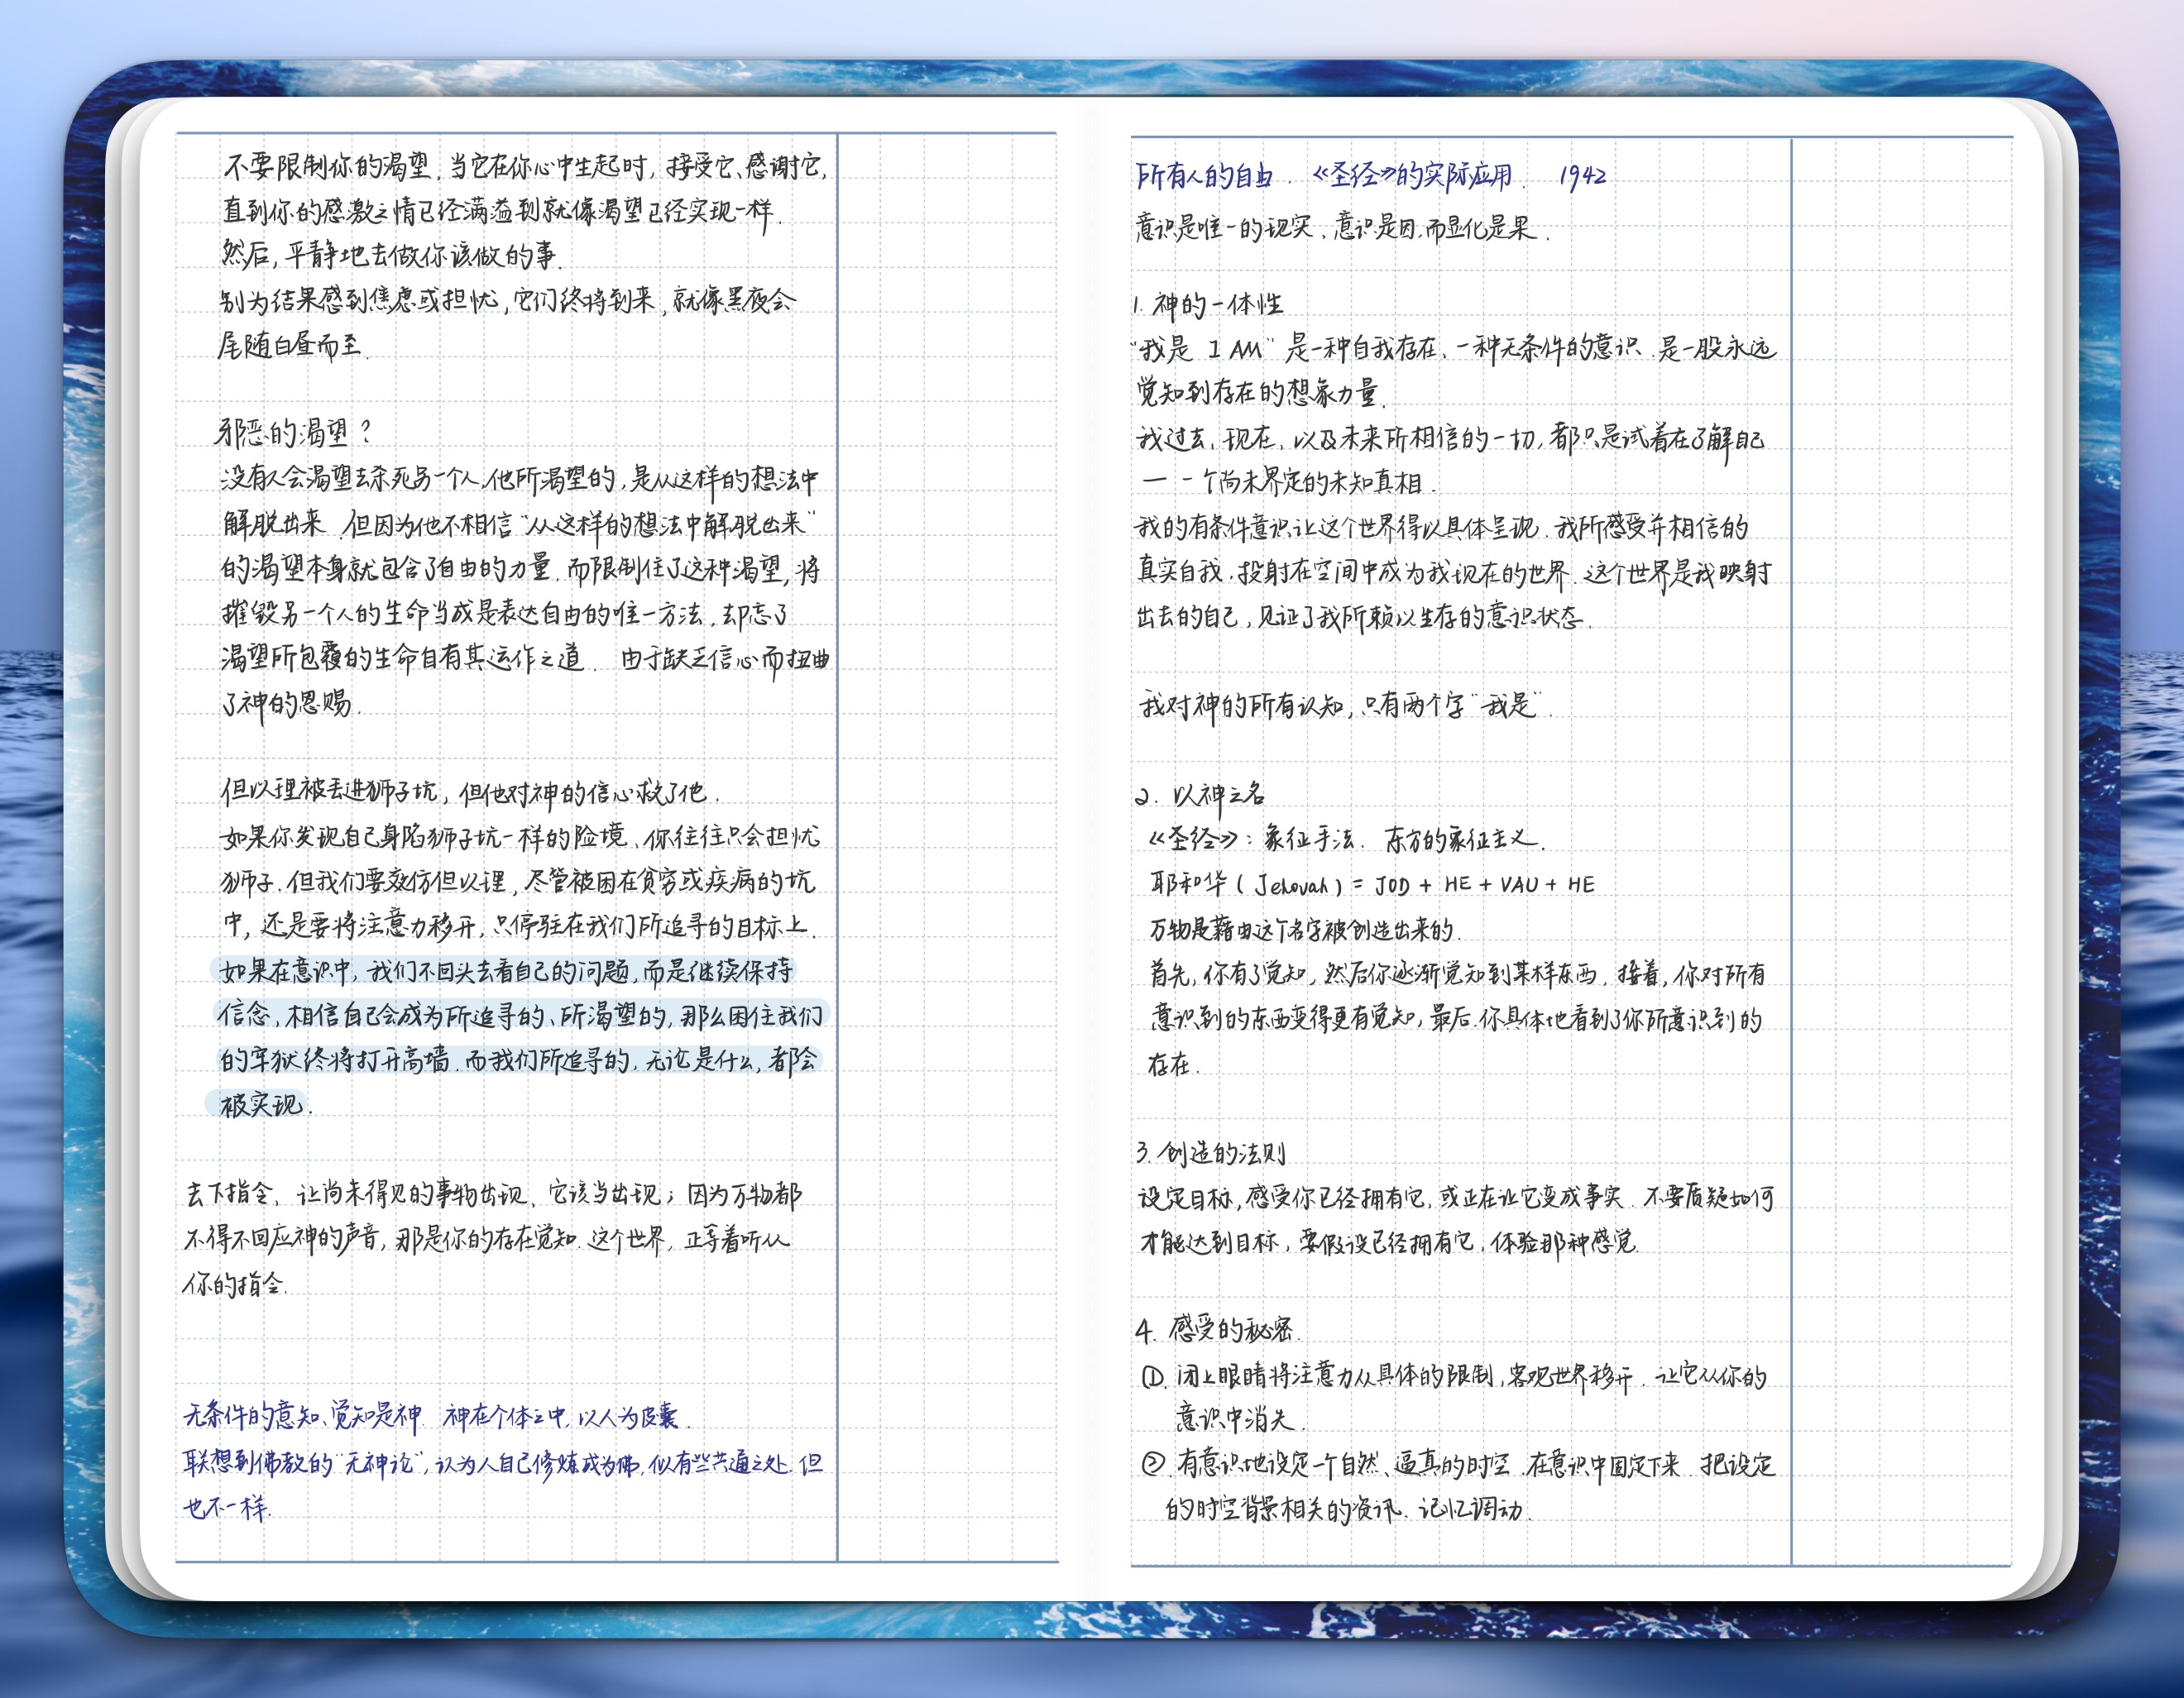 不要限制你的渴望.当它在你心中生起时,接受它、感谢它,
直到你的感激之情已经满溢到就像渴望已经实现一样.
然后,平静地去做你该做的事.
别为结果感到焦虑或担忧,它们终将到来,就像黑夜会
尾随白昼而至.
邪恶的渴望?
没有人会渴望去杀死另一个人.他所渴望的,是从这样的想法中
解脱出来.但因为他不相信“从这样的想法中解脱出来”
的渴望本身就包含了自由的力量.而限制住了这种渴望,将
摧毁另一个人的生命当成是表达自由的唯一方法.却忘了
渴望所包覆的生命自有其运作之道. 由于缺乏信心而扭曲
了神的恩赐.
但以理被丢进狮子坑,但他对神的信心救了他.
如果你发现自己身陷狮子坑一样的险境、你往往只会担忧
狮子.但我们要效仿但以理,尽管被困在贫穷或疾病的坑
中,还是要将注意力移开,只停驻在我们所追寻的目标上.
如果在意识中,我们不回头去看自己的问题,而是继续保持
信念,相信自己会成为所追寻的、所渴望的,那么困住我们
的牢狱终将打开高墙.而我们所追寻的,无论是什么,都会
被实现.
去下指令、让尚未得见的事物出现、它该当出现;因为万物都
不得不回应神的声音,那是你的存在觉知.这个世界,正等着听从
你的指令.
无条件的意知、觉知是神.神在个体之中,以人为皮囊.
联想到佛教的“无神论”,认为人自己修炼成为佛,似有些共通之处.但
也不一样.
所有人的自由.《圣经》的实际应用. 1942
意识是唯一的现实.意识是因,而显化是果.
1. 神的一体性
“我是 I AM”是一种自我存在、一种无条件的意识.是一股永远
觉知到存在的想象力量.
我过去,现在,以及未来所相信的一切,都只是试着在了解自己
— 一个尚未界定的未知真相.
我的有条件意识让这个世界得以具体呈现.我所感受并相信的
真实自我.投射在空间中成为我现在的世界.这个世界是我映射
出去的自己,见证了我所赖以生存的意识状态.
我对神的所有认知,只有两个字“我是”.
2. 以神之名
《圣经》: 象征手法. 东方的象征主义.
耶和华 (Jehovah) = JOD + HE + VAU + HE
万物是藉由这个名字被创造出来的.
首先,你有了觉知,然后你逐渐觉知到某样东西.接着,你对所有
意识到的东西变得更有觉知,最后.你具体地看到了你所意识到的
存在.
3. 创造的法则
设定目标,感受你已经拥有它,或正在让它变成事实.不要质疑如何
才能达到目标,要假设已经拥有它,体验那种感觉.
4. 感受的秘密.
①.闭上眼睛将注意力从具体的限制,客观世界移开.让它从你的
意识中消失.
②.有意识地设定一个自然、逼真的时空.在意识中固定下来.把设定
的时空背景相关的资讯.记忆调动.